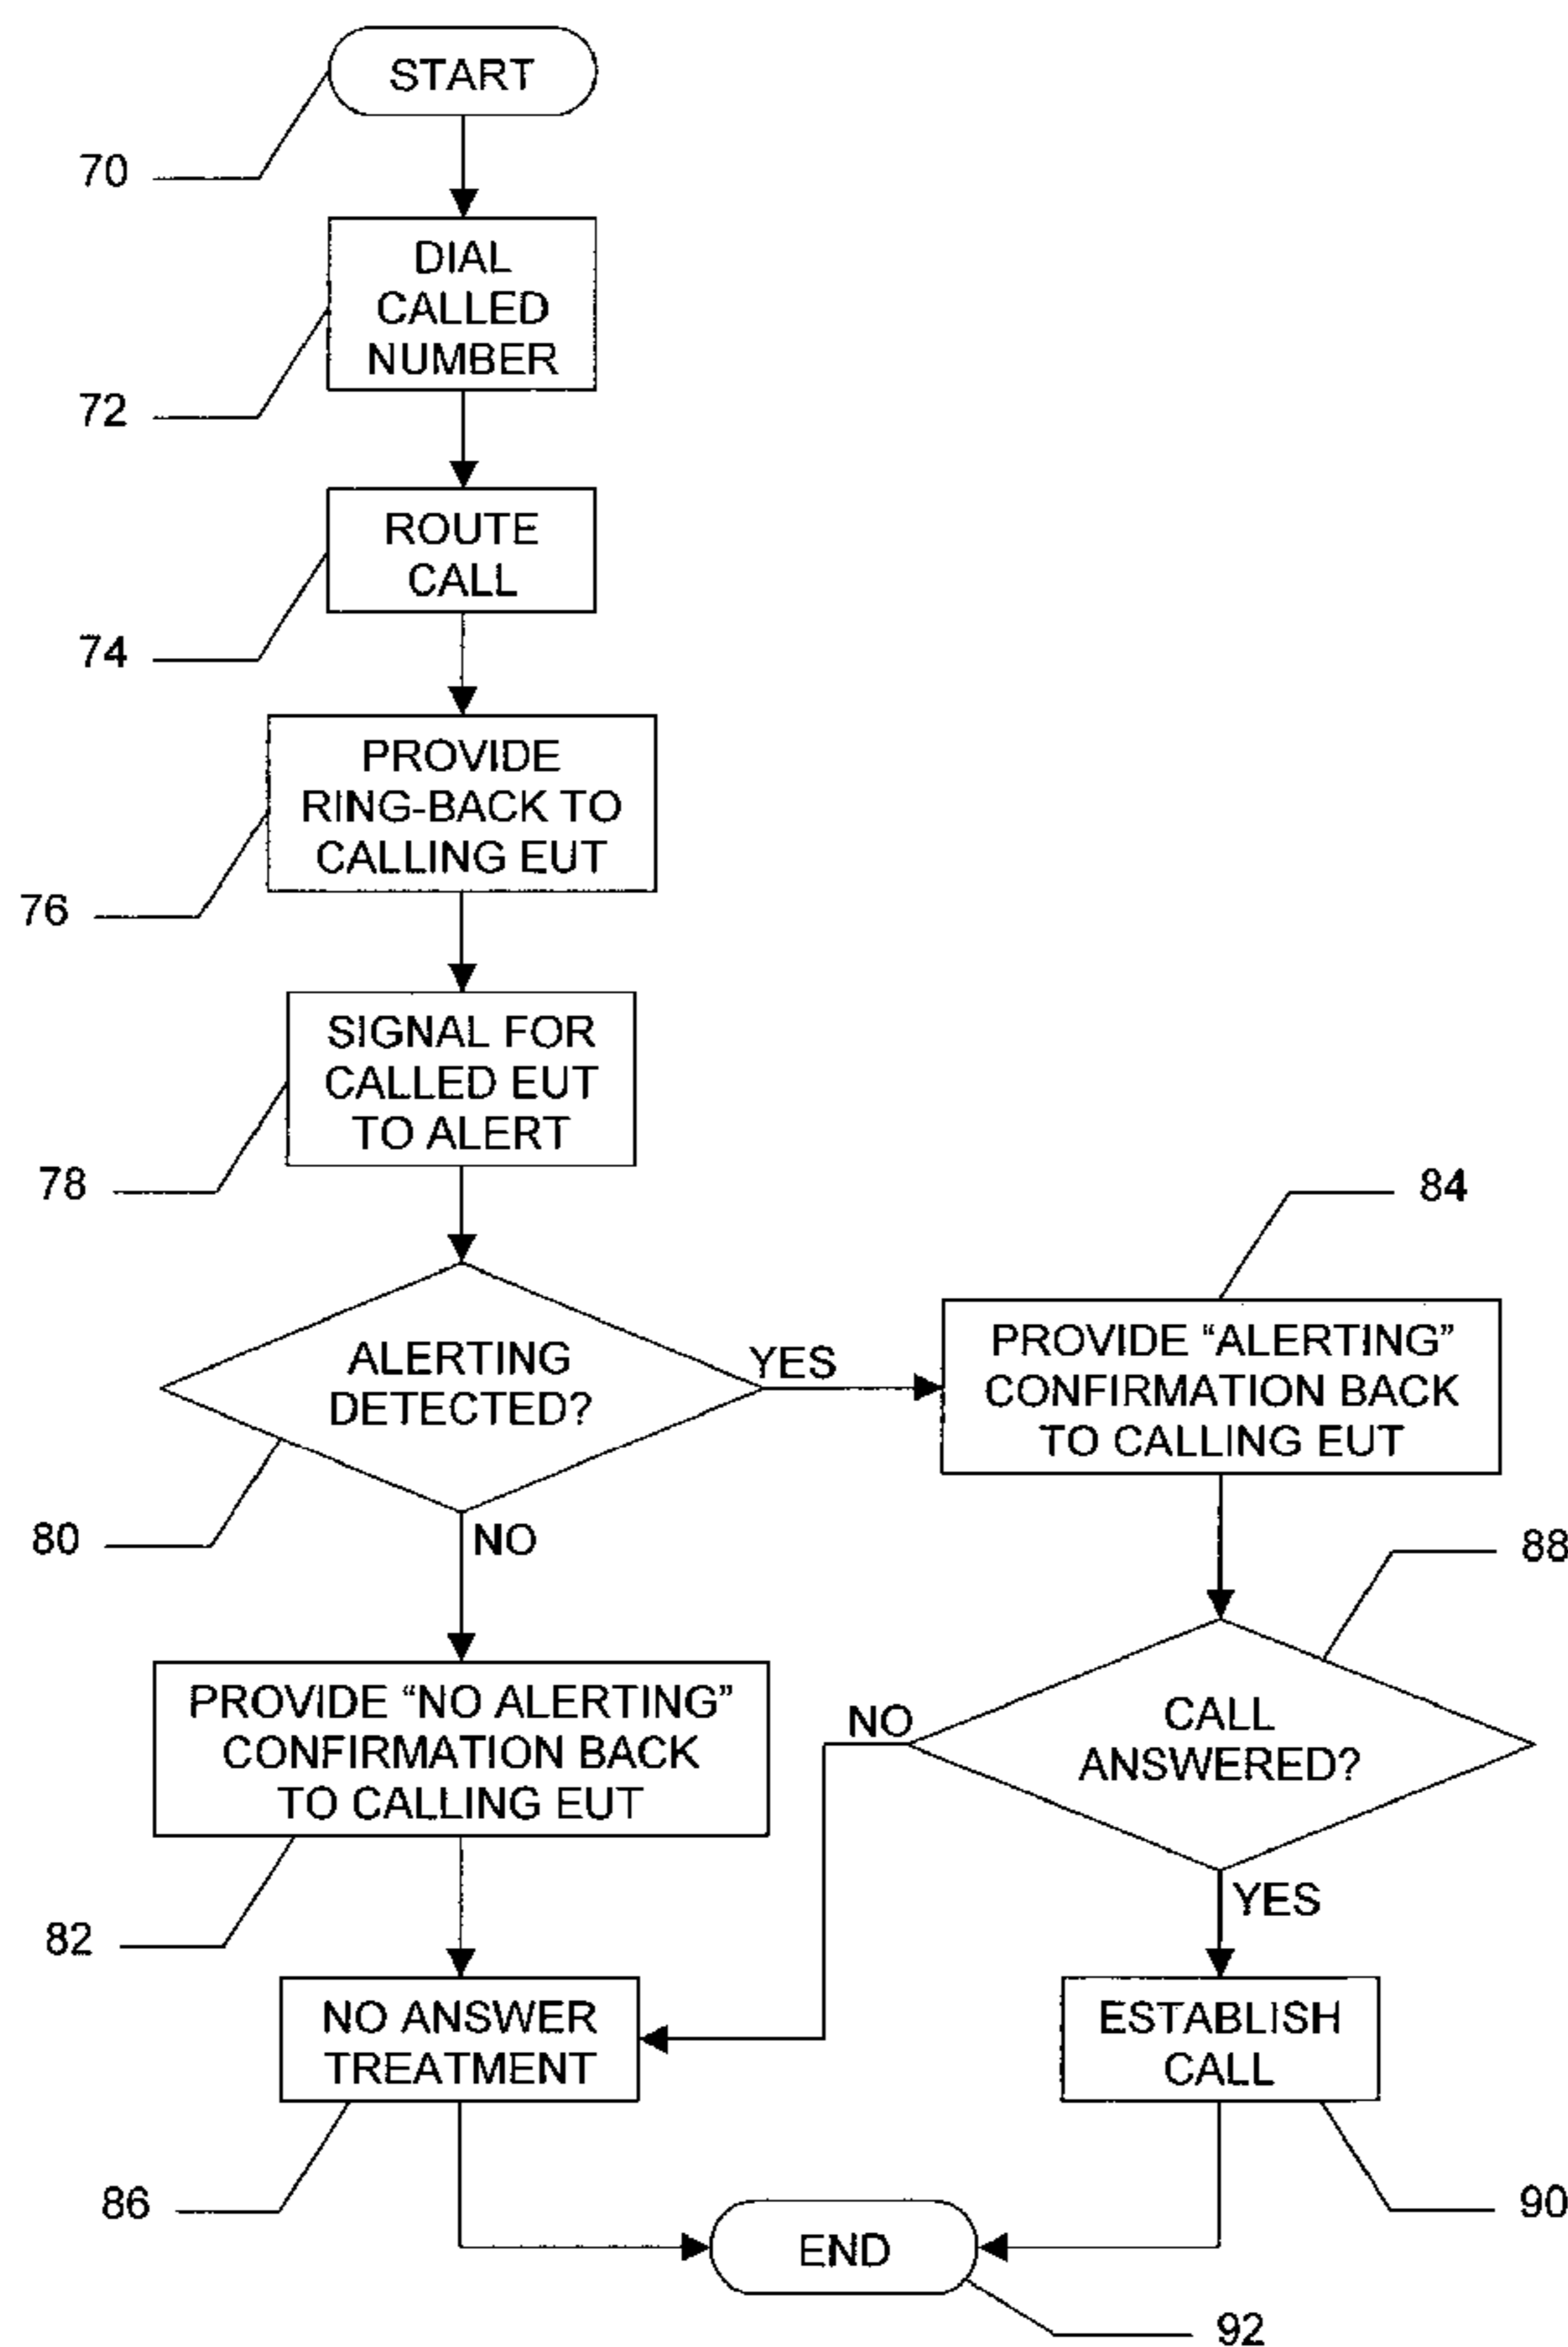 START
70
DIAL
CALLED
NUMBER
72
ROUTE
CALL
74
PROVIDE
RING-BACK TO
CALLING EUT
76
SIGNAL FOR
CALLED EUT
TO ALERT
78
84
ALERTING
DETECTED?
YES
PROVIDE “ALERTING”
CONFIRMATION BACK
TO CALLING EUT
80
NO
88
PROVIDE “NO ALERTING”
CONFIRMATION BACK
TO CALLING EUT
NO
CALL
ANSWERED?
YES
82
NO ANSWER
TREATMENT
ESTABLISH
CALL
86
90
END
92